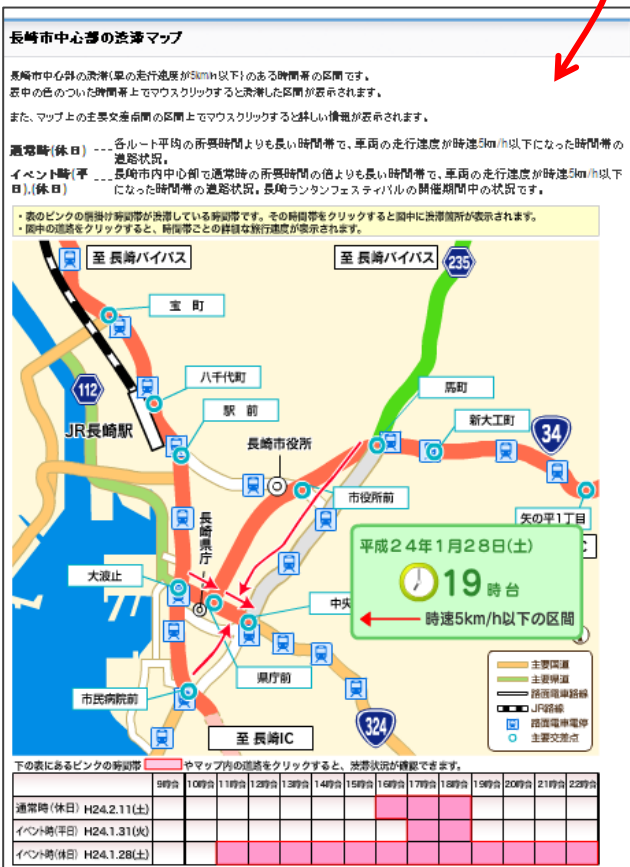 長崎市中心部の渋滞マップ
長崎市中心部の渋滞(車の走行速度が5km/h以下)のある時間帯の区間です。
表中の色のついた時間帯上でマウスクリックすると渋滞した区間が表示されます。
また、マップ上の主要交差点間の区間上でマウスクリックすると詳しい情報が表示されます。
通常時(休日) --- 各ルート平均の所要時間よりも長い時間帯で、車両の走行速度が時速5km/h以下になった時間帯の
道路状況。
イベント時(平日),(休日) --- 長崎市内中心部で通常時の所要時間の倍よりも長い時間帯で、車両の走行速度が時速5km/h以下
になった時間帯の道路状況。長崎ランタンフェスティバルの開催期間中の状況です。
・表のピンクの網掛け時間帯が渋滞している時間帯です。その時間帯をクリックすると図中に渋滞箇所が表示されます。
・図中の道路をクリックすると、時間帯ごとの詳細な旅行速度が表示されます。
至 長崎バイパス
至 長崎バイパス
235
宝 町
八千代町
112
駅 前
馬町
JR長崎駅
新大工町
34
長崎市役所
市役所前
矢の平1丁目
長崎県庁
平成24年1月28日(土)
19 時台
時速5km/h以下の区間
大波止
中央
県庁前
市民病院前
至 長崎IC
324
主要国道
主要県道
路面電車路線
JR路線
路面電車電停
主要交差点
下の表にあるピンクの時間帯 やマップ内の道路をクリックすると、渋滞状況が確認できます。
9時台 10時台 11時台 12時台 13時台 14時台 15時台 16時台 17時台 18時台 19時台 20時台 21時台 22時台
通常時(休日) H24.2.11(土)
イベント時(平日) H24.1.31(火)
イベント時(休日) H24.1.28(土)